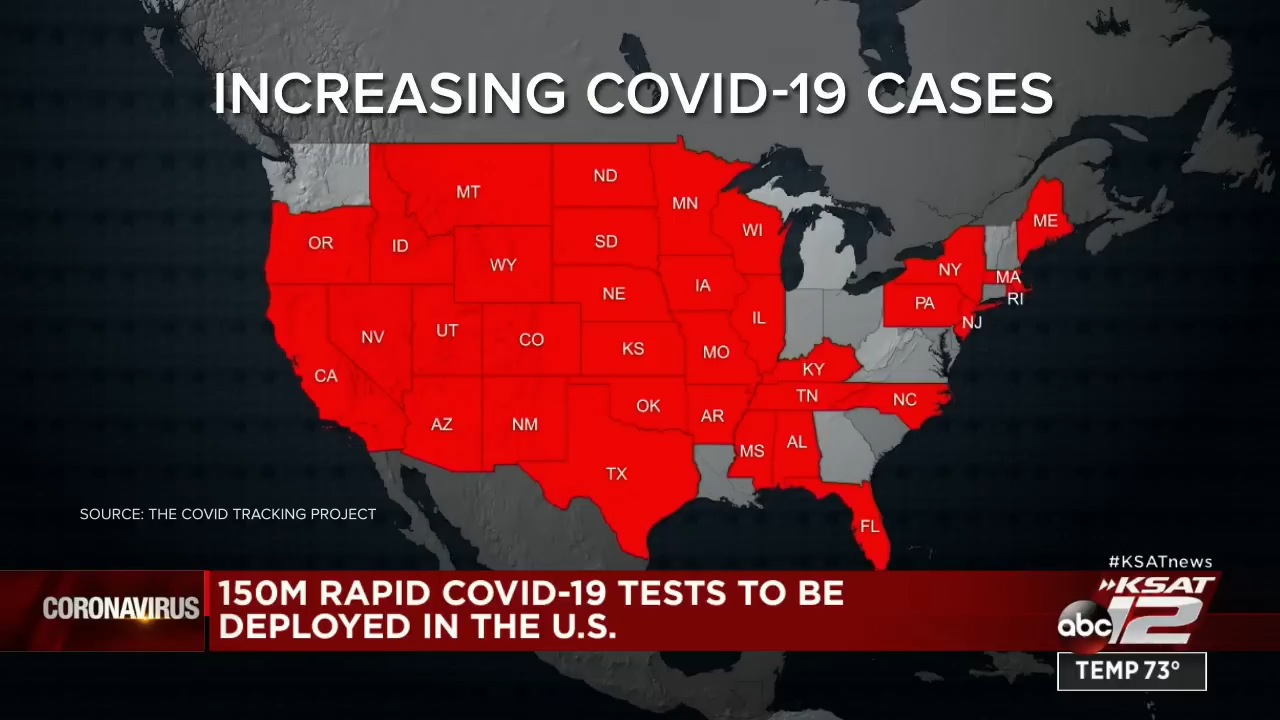 INCREASING COVID-19 CASES
MT
ND
MN
OR
ID
WY
SD
WI
ME
NE
IA
NY
MA
PA
RI
NJ
NV
UT
CO
KS
MO
IL
CA
KY
TN
NC
AZ
NM
OK
AR
MS
AL
TX
FL
SOURCE: THE COVID TRACKING PROJECT
#KSATnews
CORONAVIRUS
150M RAPID COVID-19 TESTS TO BE
DEPLOYED IN THE U.S.
KSAT
abc 12
TEMP 73°